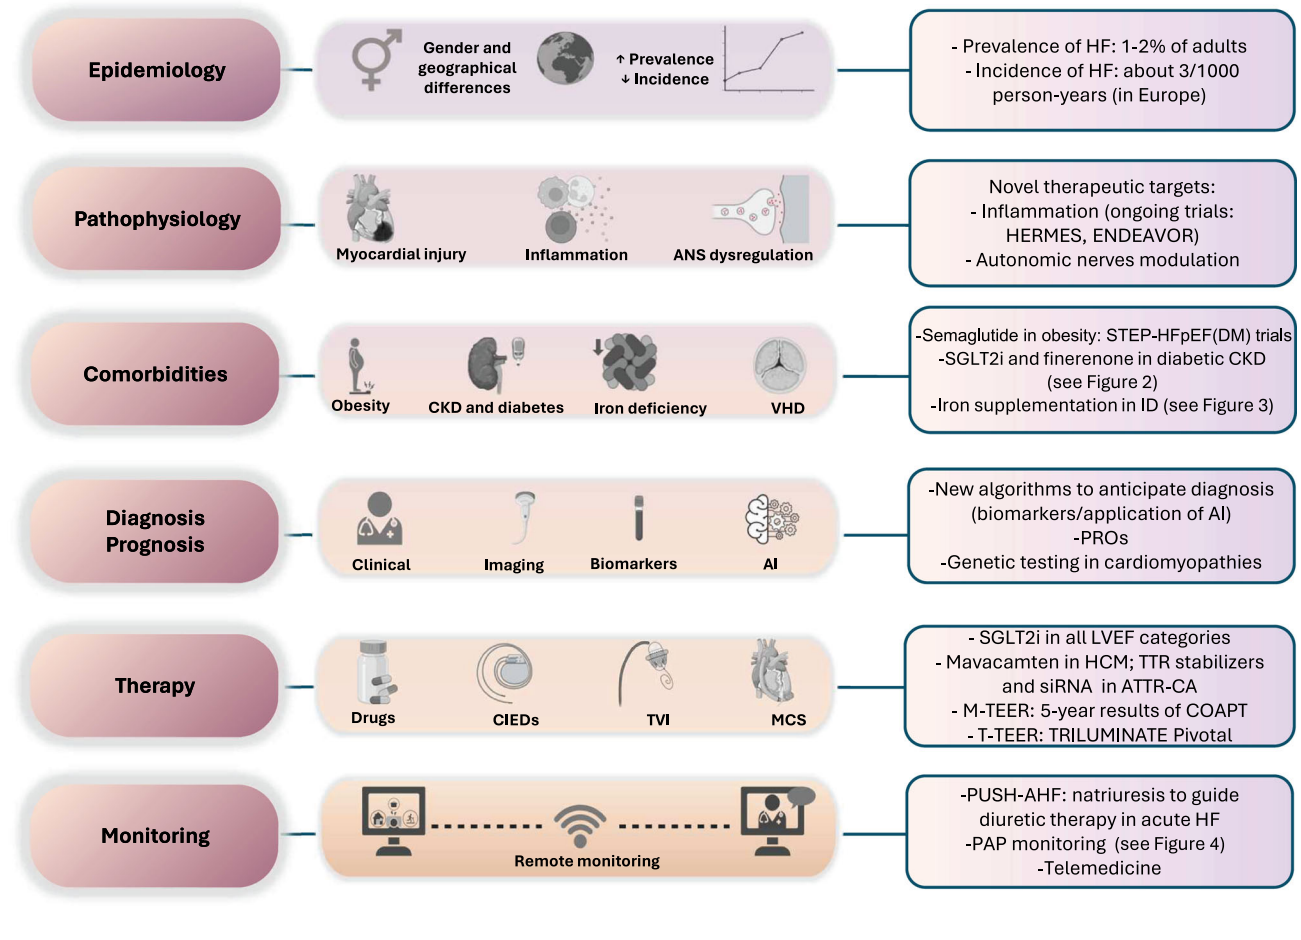 Epidemiology
Gender and
geographical
differences
↑ Prevalence
↓ Incidence
- Prevalence of HF: 1-2% of adults
- Incidence of HF: about 3/1000
person-years (in Europe)
Pathophysiology
Myocardial injury
Inflammation
ANS dysregulation
Novel therapeutic targets:
- Inflammation (ongoing trials:
HERMES, ENDEAVOR)
- Autonomic nerves modulation
Comorbidities
Obesity
CKD and diabetes
Iron deficiency
VHD
-Semaglutide in obesity: STEP-HFpEF(DM) trials
-SGLT2i and finerenone in diabetic CKD
(see Figure 2)
-Iron supplementation in ID (see Figure 3)
Diagnosis
Prognosis
Clinical
Imaging
Biomarkers
AI
-New algorithms to anticipate diagnosis
(biomarkers/application of AI)
-PROs
-Genetic testing in cardiomyopathies
Therapy
Drugs
CIEDs
TVI
MCS
- SGLT2i in all LVEF categories
- Mavacamten in HCM; TTR stabilizers
and siRNA in ATTR-CA
- M-TEER: 5-year results of COAPT
- T-TEER: TRILUMINATE Pivotal
Monitoring
Remote monitoring
-PUSH-AHF: natriuresis to guide
diuretic therapy in acute HF
-PAP monitoring (see Figure 4)
-Telemedicine